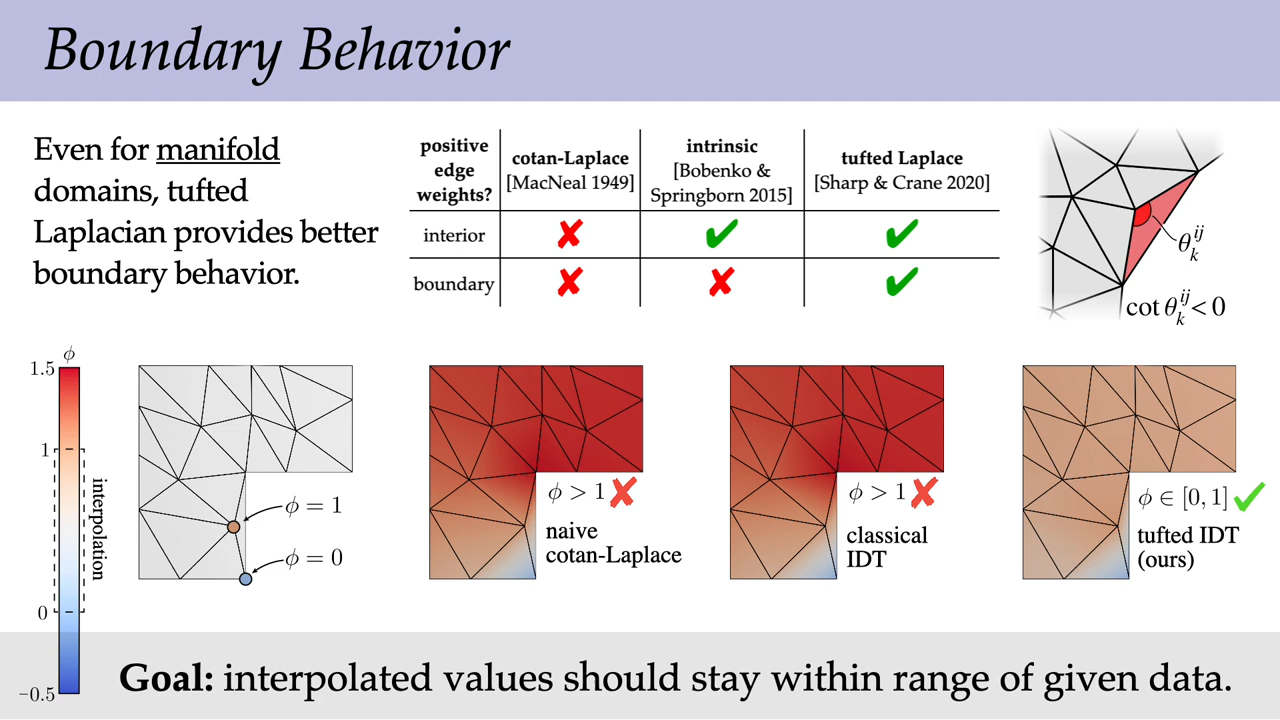 Boundary Behavior
Even for manifold
domains, tufted
Laplacian provides better
boundary behavior.
positive
edge
weights?
cotan-Laplace
[MacNeal 1949]
intrinsic
[Bobenko &
Springborn 2015]
tufted Laplace
[Sharp & Crane 2020]
interior ✘ ✔ ✔
boundary ✘ ✘ ✔
θ_k^{ij}
cot θ_k^{ij} < 0
ϕ
1.5
1
0
−0.5
interpolation
ϕ = 1
ϕ = 0
ϕ > 1 ✘
naive
cotan-Laplace
ϕ > 1 ✘
classical
IDT
ϕ ∈ [0, 1] ✔
tufted IDT
(ours)
Goal: interpolated values should stay within range of given data.